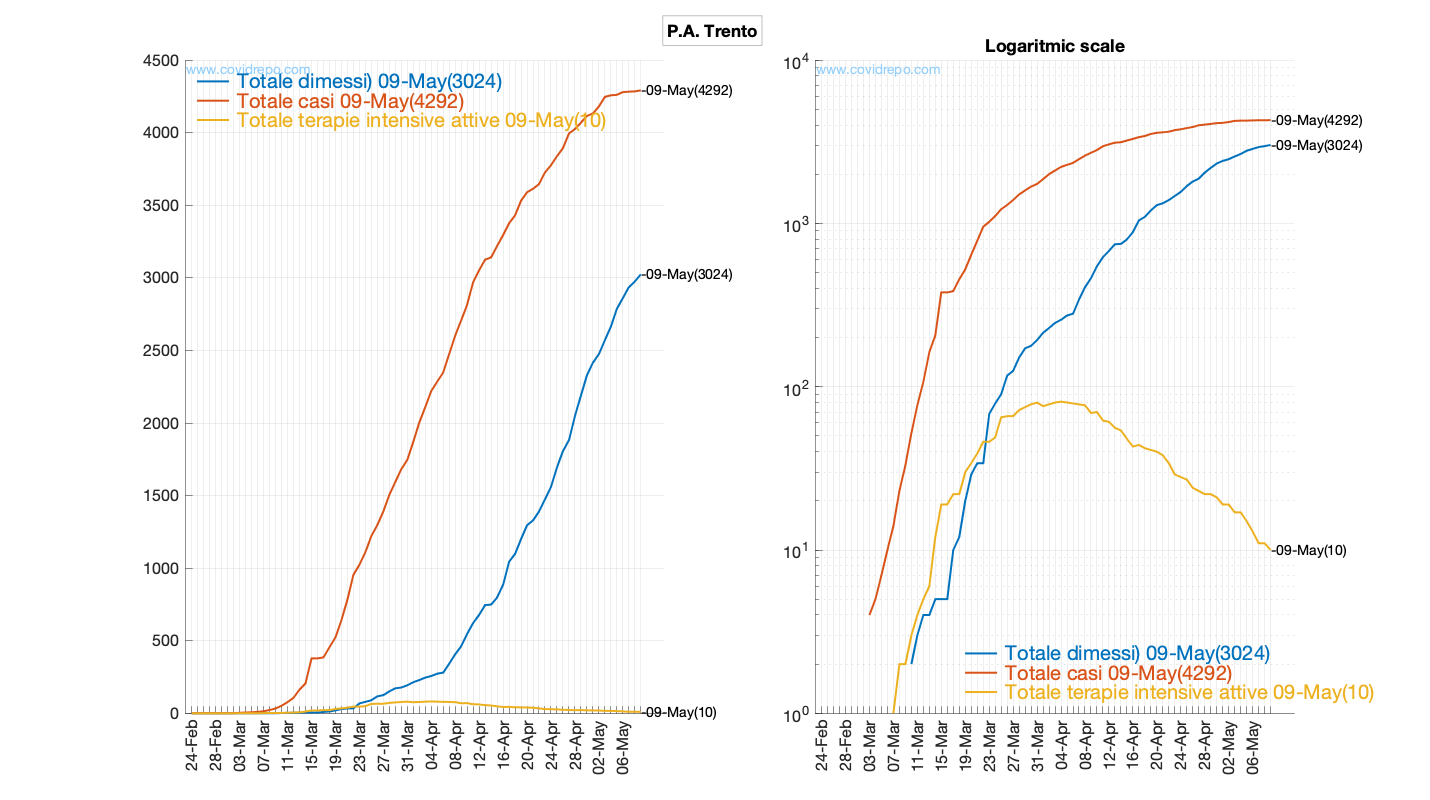 P.A. Trento
www.covidrepo.com
Totale dimessi) 09-May(3024)
Totale casi 09-May(4292)
Totale terapie intensive attive 09-May(10)
4500
4000
3500
3000
2500
2000
1500
1000
500
0
-09-May(4292)
-09-May(3024)
-09-May(10)
24-Feb
28-Feb
03-Mar
07-Mar
11-Mar
15-Mar
19-Mar
23-Mar
27-Mar
31-Mar
04-Apr
08-Apr
12-Apr
16-Apr
20-Apr
24-Apr
28-Apr
02-May
06-May
Logaritmic scale
www.covidrepo.com
10^4
10^3
10^2
10^1
10^0
-09-May(4292)
-09-May(3024)
-09-May(10)
Totale dimessi) 09-May(3024)
Totale casi 09-May(4292)
Totale terapie intensive attive 09-May(10)
24-Feb
28-Feb
03-Mar
07-Mar
11-Mar
15-Mar
19-Mar
23-Mar
27-Mar
31-Mar
04-Apr
08-Apr
12-Apr
16-Apr
20-Apr
24-Apr
28-Apr
02-May
06-May